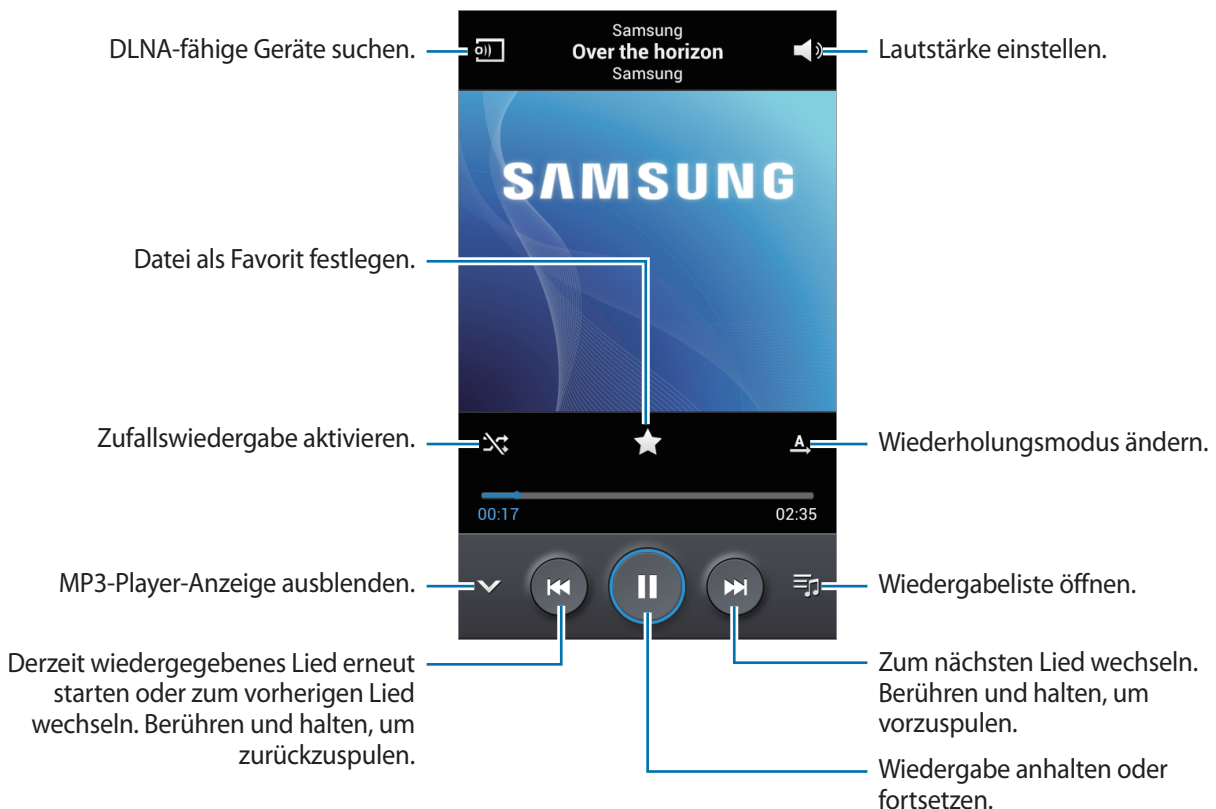 DLNA-fähige Geräte suchen.
Samsung
Over the horizon
Samsung
Lautstärke einstellen.
SAMSUNG
Datei als Favorit festlegen.
Zufallswiedergabe aktivieren.
A
Wiederholungsmodus ändern.
00:17
02:35
MP3-Player-Anzeige ausblenden.
Wiedergabeliste öffnen.
Derzeit wiedergegebenes Lied erneut
starten oder zum vorherigen Lied
wechseln. Berühren und halten, um
zurückzuspulen.
Zum nächsten Lied wechseln.
Berühren und halten, um
vorzuspulen.
Wiedergabe anhalten oder
fortsetzen.